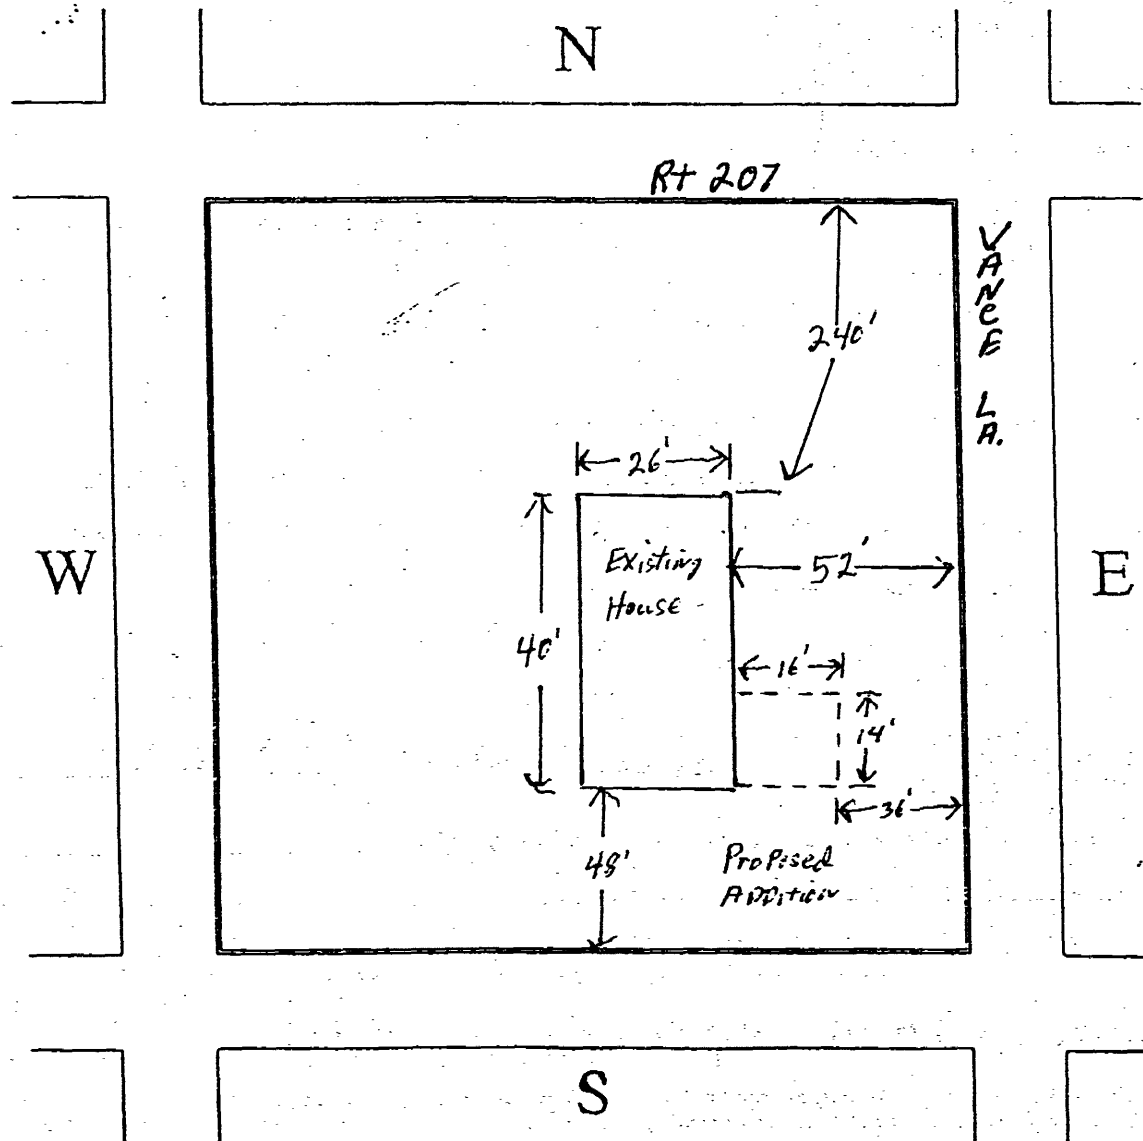 N
Rt 207
VANCE LA.
240'
26'
W
Existing
House
52'
E
40'
16'
14'
36'
48'
Proposed
Addition
S